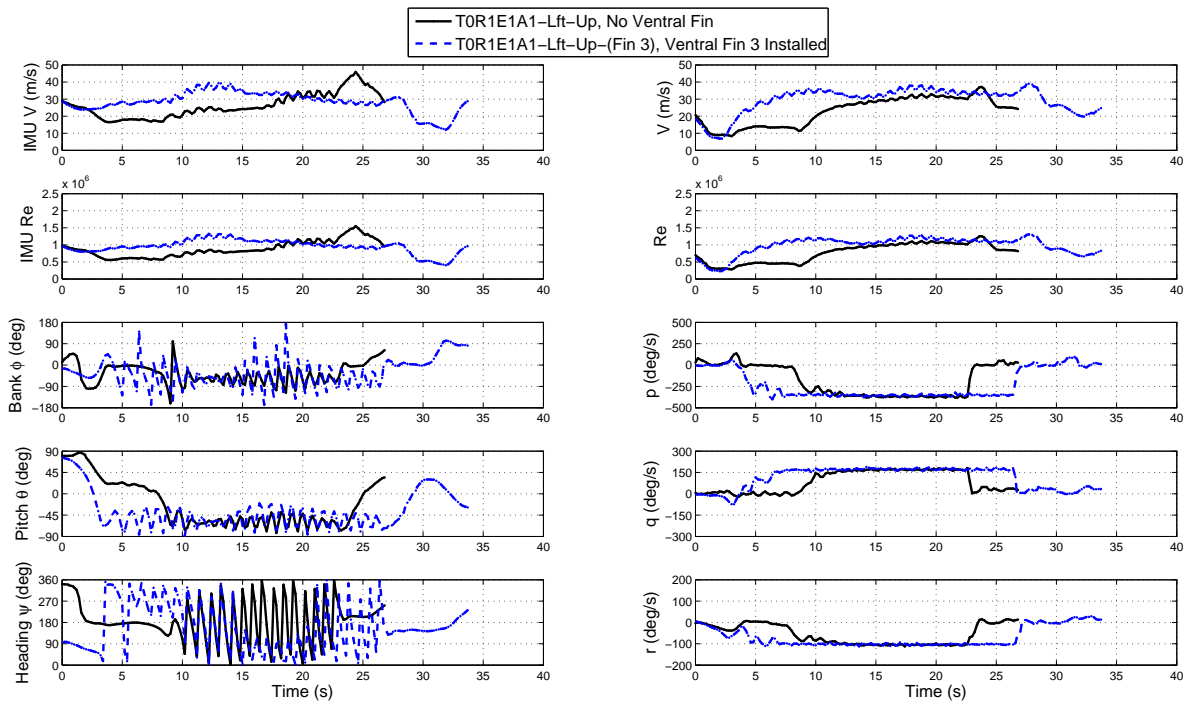 T0R1E1A1−Lft−Up, No Ventral Fin
T0R1E1A1−Lft−Up−(Fin 3), Ventral Fin 3 Installed
IMU V (m/s)
50
40
30
20
10
0
0 5 10 15 20 25 30 35 40
V (m/s)
50
40
30
20
10
0
0 5 10 15 20 25 30 35 40
x 10^6
IMU Re
2.5
2
1.5
1
0.5
0
0 5 10 15 20 25 30 35 40
x 10^6
Re
2.5
2
1.5
1
0.5
0
0 5 10 15 20 25 30 35 40
Bank ϕ (deg)
180
90
0
−90
−180
0 5 10 15 20 25 30 35 40
p (deg/s)
500
250
0
−250
−500
0 5 10 15 20 25 30 35 40
Pitch θ (deg)
90
45
0
−45
−90
0 5 10 15 20 25 30 35 40
q (deg/s)
300
150
0
−150
−300
0 5 10 15 20 25 30 35 40
Heading ψ (deg)
360
270
180
90
0
0 5 10 15 20 25 30 35 40
Time (s)
r (deg/s)
200
100
0
−100
−200
0 5 10 15 20 25 30 35 40
Time (s)